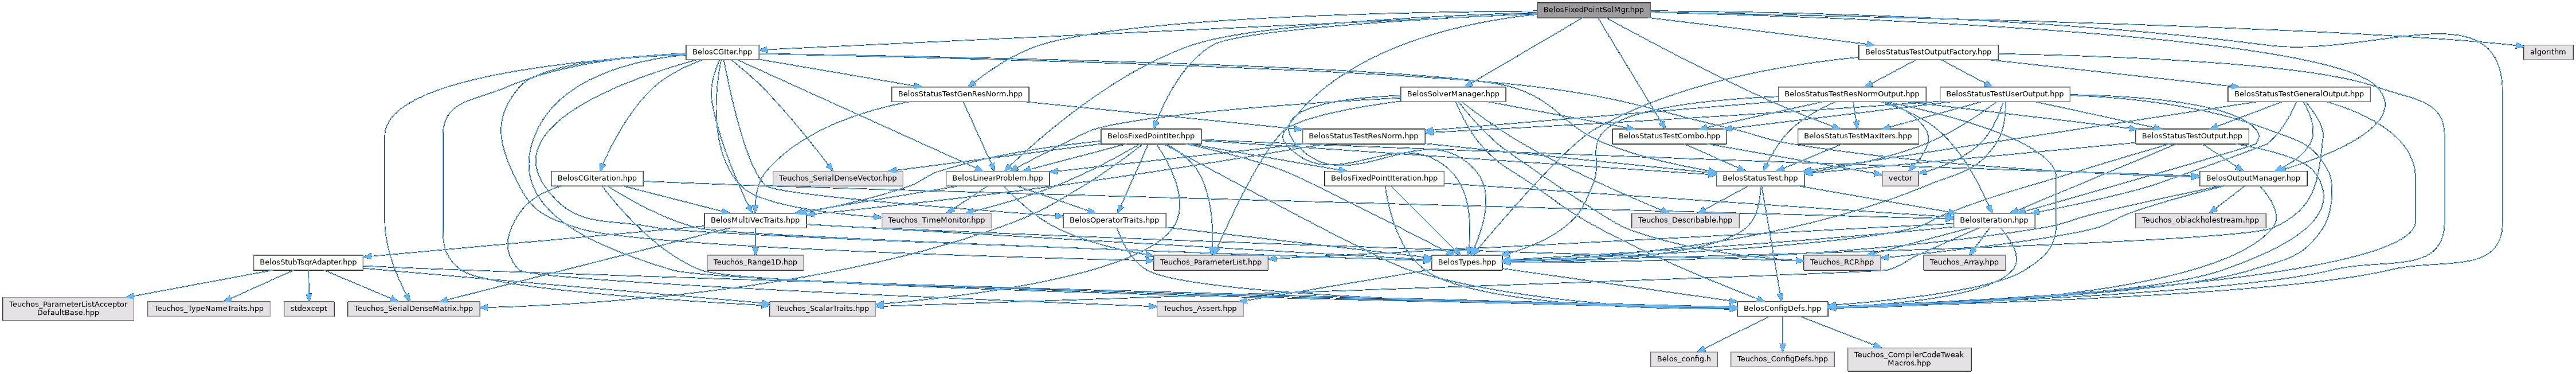 BelosFixedPointSolMgr.hpp
BelosCGIter.hpp
BelosStatusTestOutputFactory.hpp
algorithm
BelosStatusTestGenResNorm.hpp
BelosSolverManager.hpp
BelosStatusTestResNormOutput.hpp
BelosStatusTestUserOutput.hpp
BelosStatusTestGeneralOutput.hpp
BelosFixedPointIter.hpp
BelosStatusTestResNorm.hpp
BelosStatusTestCombo.hpp
BelosStatusTestMaxIters.hpp
BelosStatusTestOutput.hpp
BelosCGIteration.hpp
Teuchos_SerialDenseVector.hpp
BelosLinearProblem.hpp
BelosFixedPointIteration.hpp
BelosStatusTest.hpp
vector
BelosOutputManager.hpp
BelosMultiVecTraits.hpp
Teuchos_TimeMonitor.hpp
BelosOperatorTraits.hpp
Teuchos_Describable.hpp
BelosIteration.hpp
Teuchos_oblackholestream.hpp
BelosStubTsqrAdapter.hpp
Teuchos_Range1D.hpp
Teuchos_ParameterList.hpp
BelosTypes.hpp
Teuchos_RCP.hpp
Teuchos_Array.hpp
Teuchos_ParameterListAcceptor
DefaultBase.hpp
Teuchos_TypeNameTraits.hpp
stdexcept
Teuchos_SerialDenseMatrix.hpp
Teuchos_ScalarTraits.hpp
Teuchos_Assert.hpp
BelosConfigDefs.hpp
Belos_config.h
Teuchos_ConfigDefs.hpp
Teuchos_CompilerCodeTweak
Macros.hpp